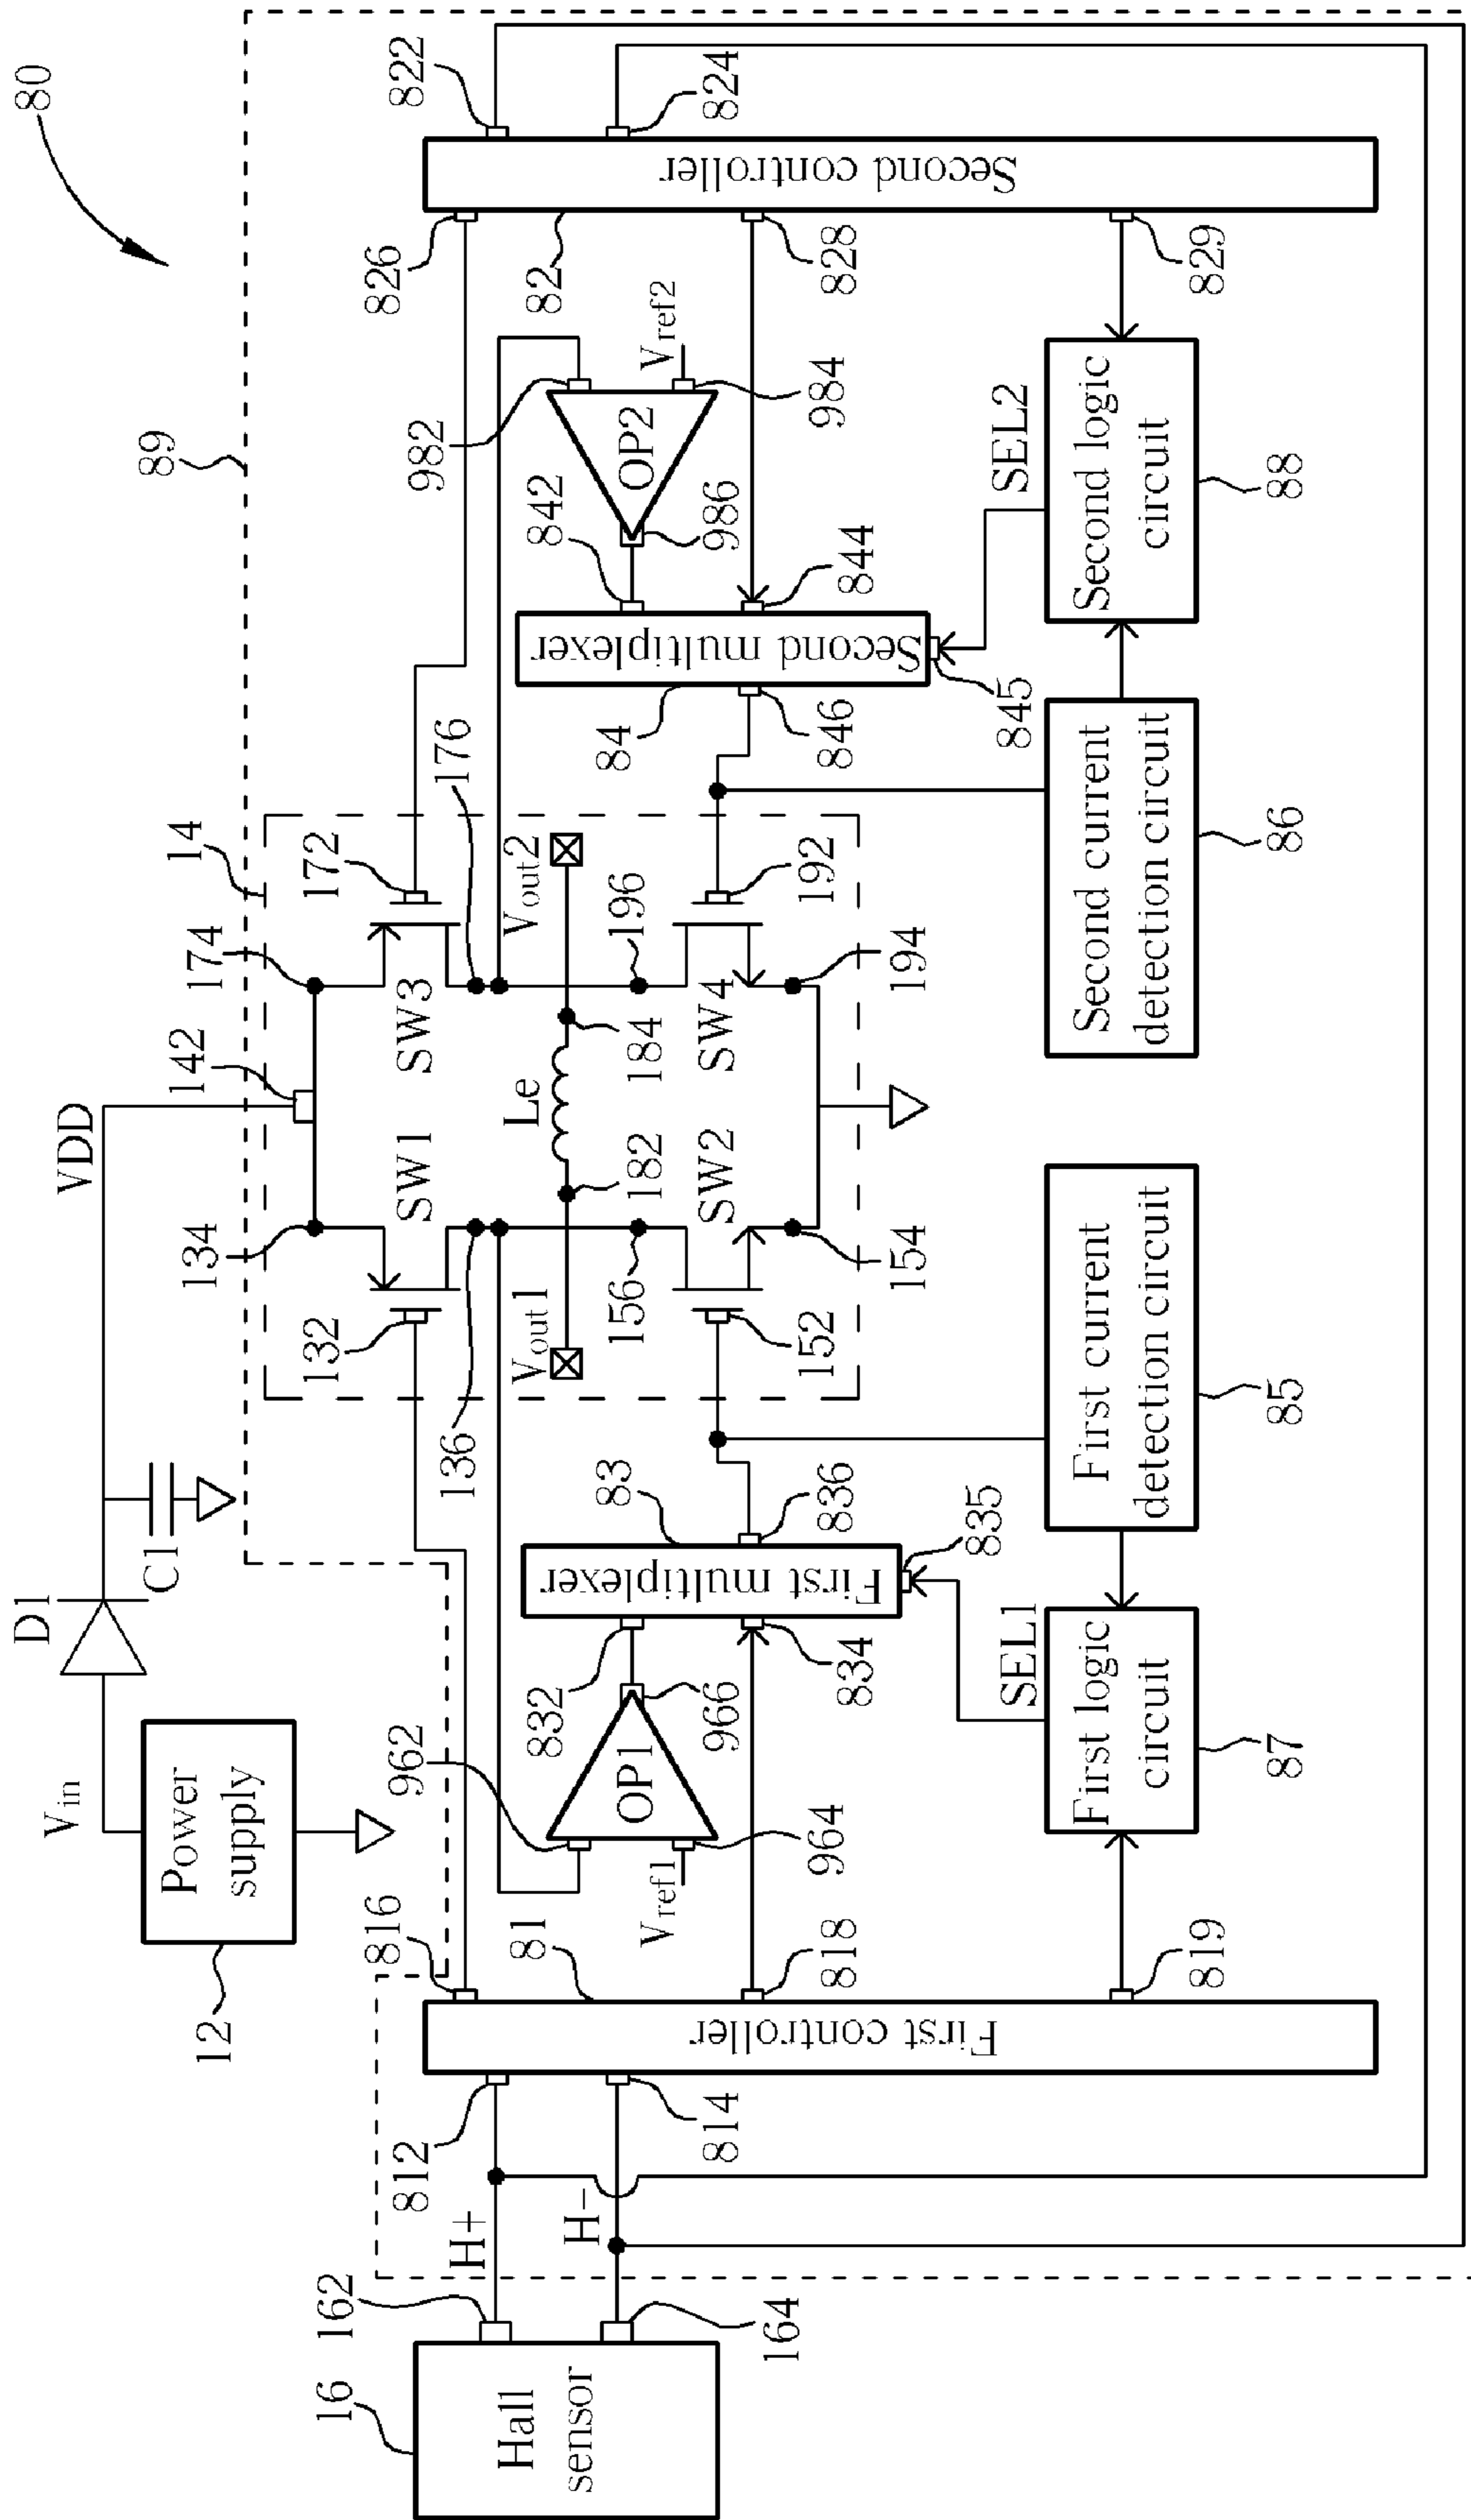 80
89
12
Power
supply
Vin
D1
C1
VDD
142
14
134
174
132
SW1
SW3
172
136
176
Vout1
182
Le
184
Vout2
156
196
152
SW2
SW4
192
154
194
16
Hall
sensor
162
164
H+
H−
812
814
816
81
First controller
818
819
962
964
OP1
966
Vref1
832
834
First multiplexer
83
836
835
SEL1
First logic
circuit
87
First current
detection circuit
85
826
82
Second controller
822
824
828
829
982
984
OP2
986
Vref2
842
844
Second multiplexer
84
846
845
SEL2
Second logic
circuit
88
Second current
detection circuit
86